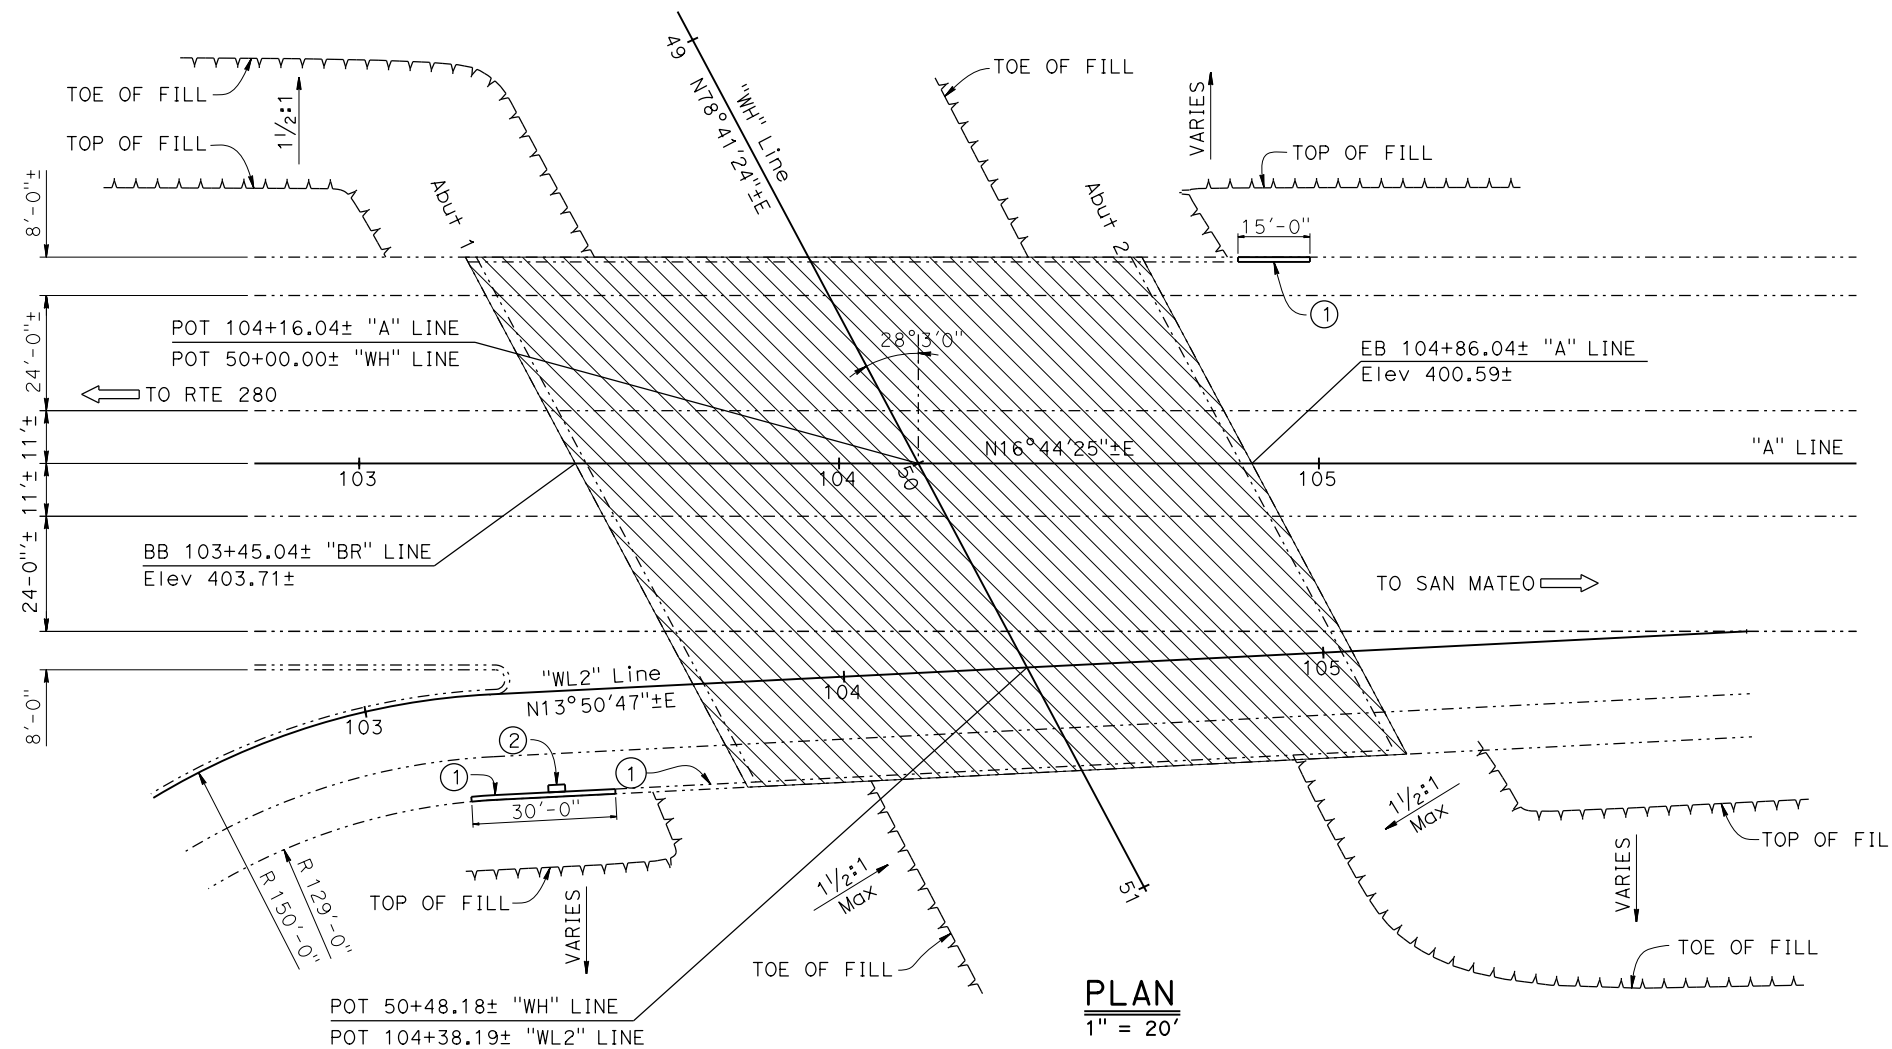 49
N78°41'24"±E
"WH" Line
TOE OF FILL
TOE OF FILL
1 1/2:1
TOP OF FILL
VARIES
TOP OF FILL
8'-0"±
Abut 1
Abut 2
15'-0"
1
POT 104+16.04± "A" LINE
POT 50+00.00± "WH" LINE
28°3'0"
EB 104+86.04± "A" LINE
Elev 400.59±
24'-0"±
TO RTE 280
11'±
N16°44'25"±E
"A" LINE
103
104
50
105
11'±
BB 103+45.04± "BR" LINE
Elev 403.71±
24-0"'±
TO SAN MATEO
8'-0"
"WL2" Line
N13°50'47"±E
103
104
105
2
1
1
30'-0"
1 1/2:1
Max
TOP OF FIL
R 150'-0"
R 129'-0"
TOP OF FILL
VARIES
1 1/2:1
Max
51
VARIES
TOE OF FILL
TOE OF FILL
POT 50+48.18± "WH" LINE
POT 104+38.19± "WL2" LINE
PLAN
1" = 20'